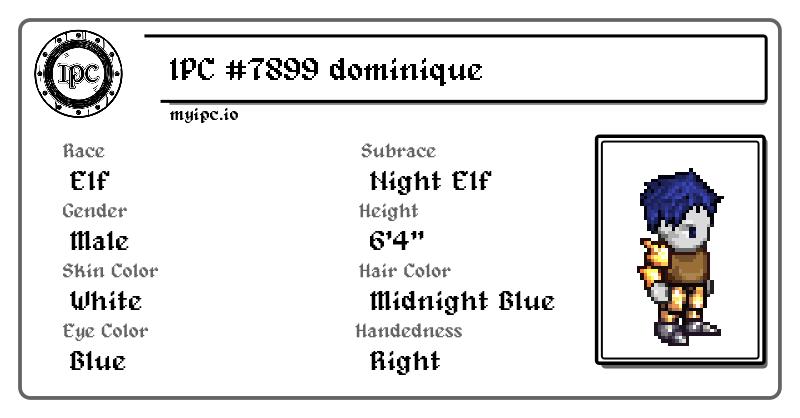 IPC
IPC #7899 dominique
myipc.io
Race
Elf
Subrace
Night Elf
Gender
Male
Height
6'4"
Skin Color
White
Hair Color
Midnight Blue
Eye Color
Blue
Handedness
Right